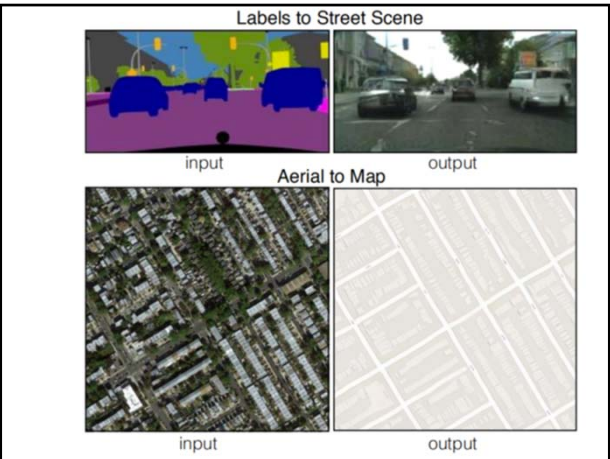 Labels to Street Scene
input
output
Aerial to Map
input
output